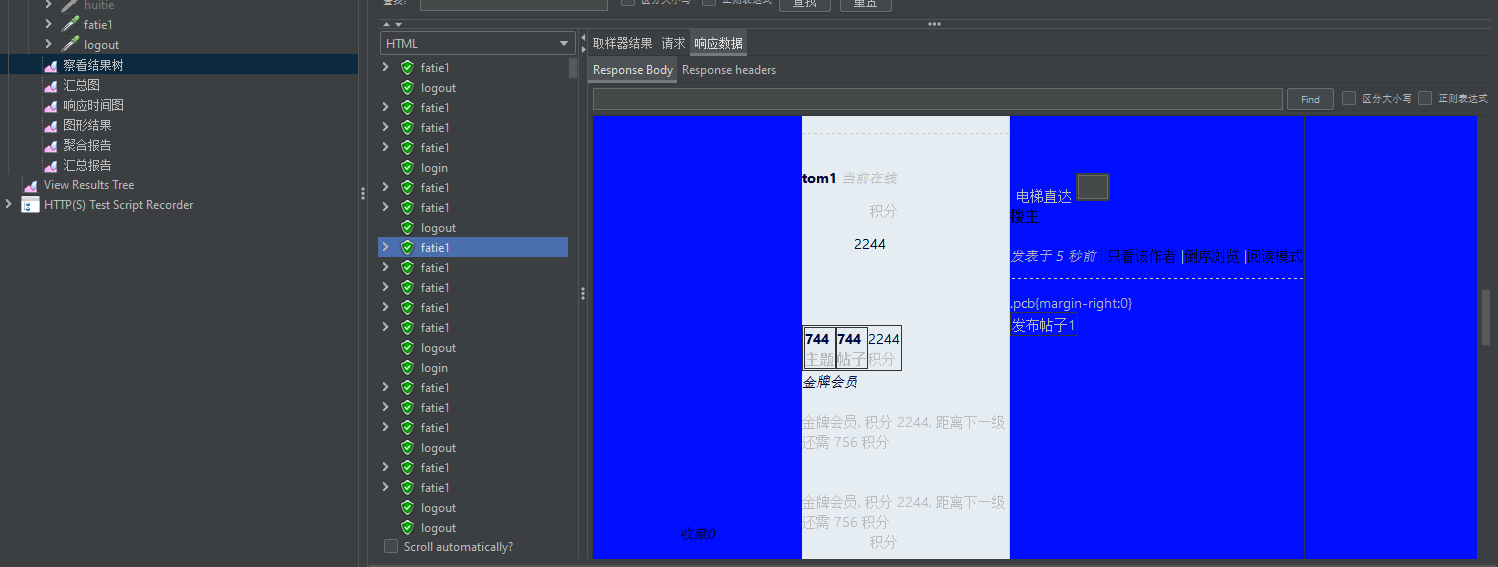 huitie
fatie1
logout
察看结果树
汇总图
响应时间图
图形结果
聚合报告
汇总报告
View Results Tree
HTTP(S) Test Script Recorder
查找:
区分大小写
正则表达式
查找
重置
HTML
fatie1
logout
fatie1
fatie1
fatie1
login
fatie1
fatie1
logout
fatie1
fatie1
fatie1
fatie1
fatie1
logout
login
fatie1
fatie1
fatie1
logout
fatie1
fatie1
logout
logout
Scroll automatically?
取样器结果 请求 响应数据
Response Body Response headers
Find 区分大小写 正则表达式
tom1 当前在线
积分
2244
744 744 2244
主题 帖子 积分
金牌会员
金牌会员, 积分 2244, 距离下一级
还需 756 积分
金牌会员, 积分 2244, 距离下一级
还需 756 积分
积分
收藏0
电梯直达
楼主
发表于 5 秒前 只看该作者 |倒序浏览 |阅读模式
.pcb{margin-right:0}
发布帖子1